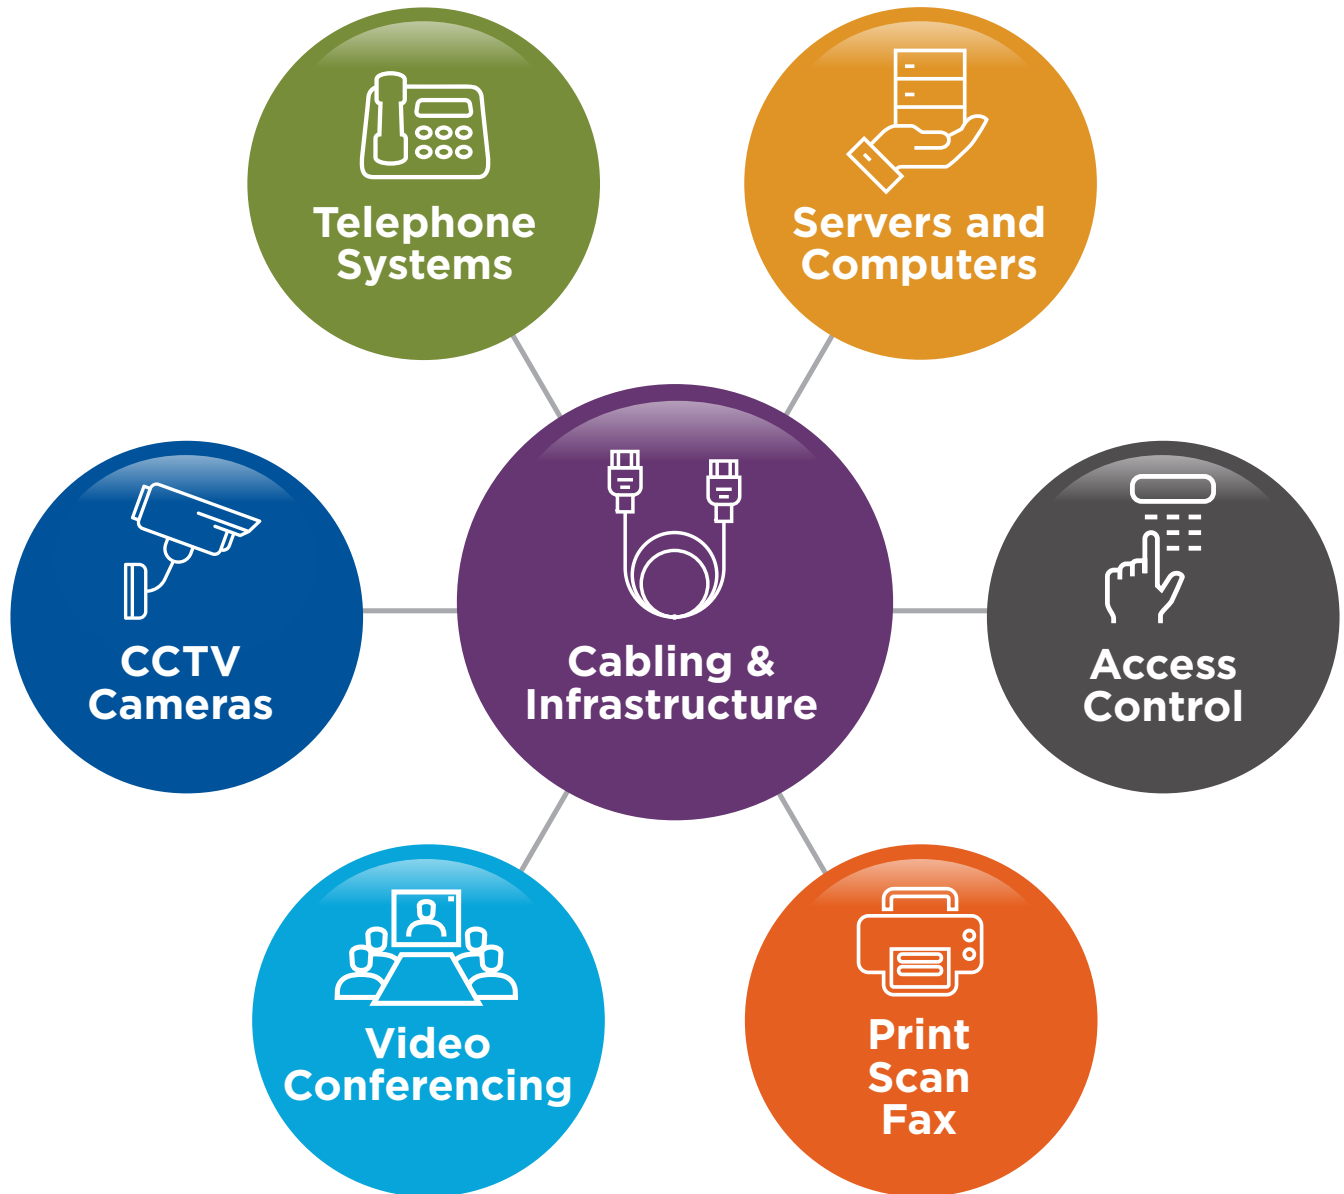 Telephone
Systems
Servers and
Computers
CCTV
Cameras
Cabling &
Infrastructure
Access
Control
Video
Conferencing
Print
Scan
Fax